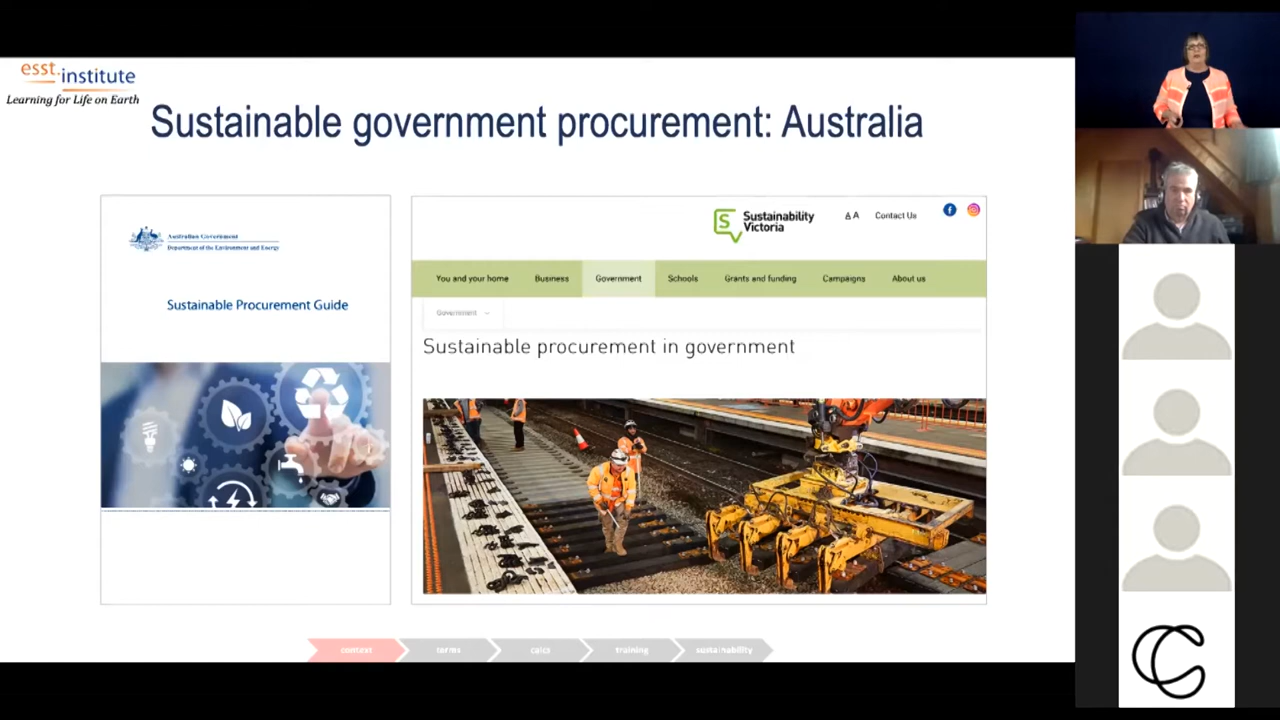 esst.institute
Learning for Life on Earth
Sustainable government procurement: Australia
Australian Government
Department of the Environment and Energy
Sustainable Procurement Guide
S Sustainability
Victoria
A A
Contact Us
You and your home
Business
Government
Schools
Grants and funding
Campaigns
About us
Government
Sustainable procurement in government
context
terms
calcs
training
sustainability